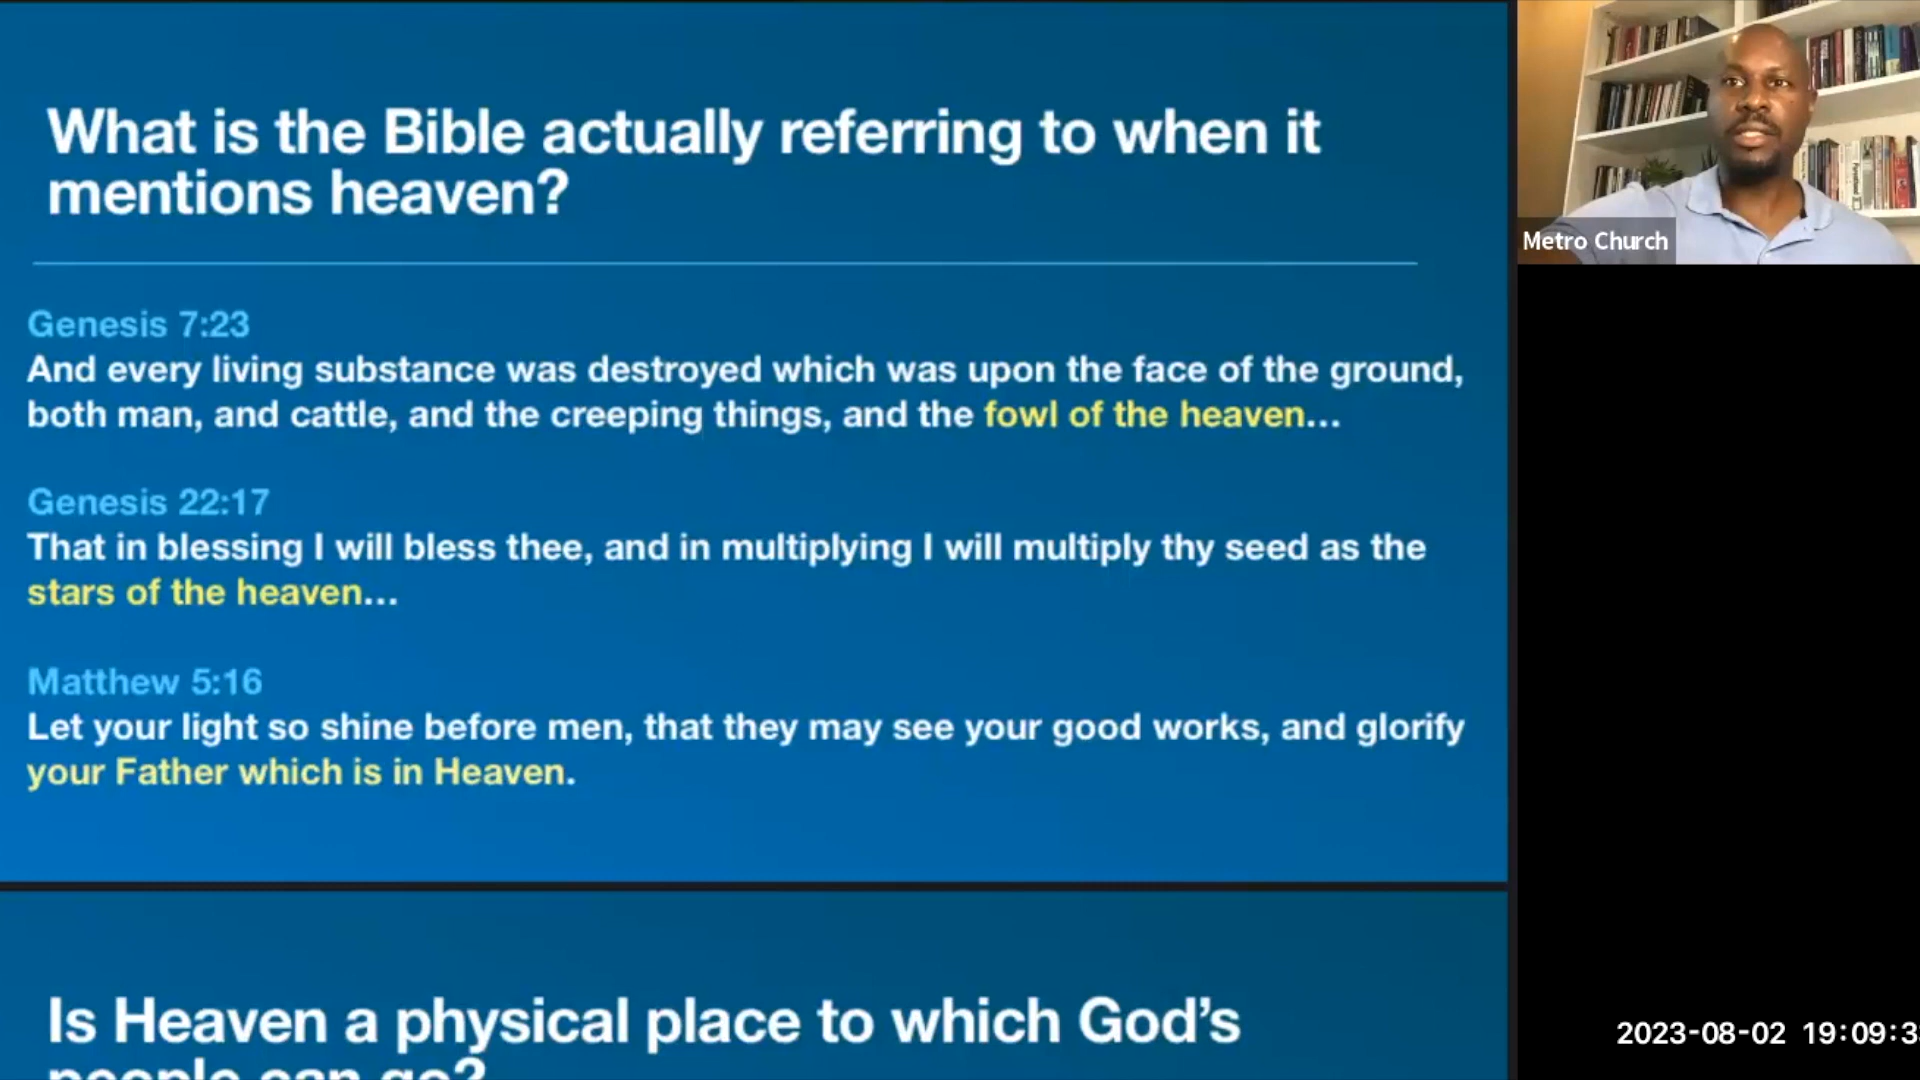 What is the Bible actually referring to when it
mentions heaven?
Genesis 7:23
And every living substance was destroyed which was upon the face of the ground,
both man, and cattle, and the creeping things, and the fowl of the heaven...
Genesis 22:17
That in blessing I will bless thee, and in multiplying I will multiply thy seed as the
stars of the heaven...
Matthew 5:16
Let your light so shine before men, that they may see your good works, and glorify
your Father which is in Heaven.
Is Heaven a physical place to which God’s
people can go?
Metro Church
2023-08-02 19:09:3